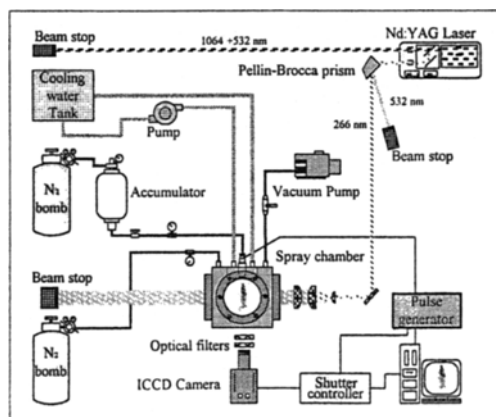 Beam stop
1064 +532 nm
Nd:YAG Laser
Pellin-Brocca prism
532 nm
266 nm
Beam stop
Cooling
water
Tank
Pump
N₂
bomb
Accumulator
Vacuum Pump
Spray chamber
Beam stop
N₂
bomb
Optical filters
ICCD Camera
Shutter
controller
Pulse
generator